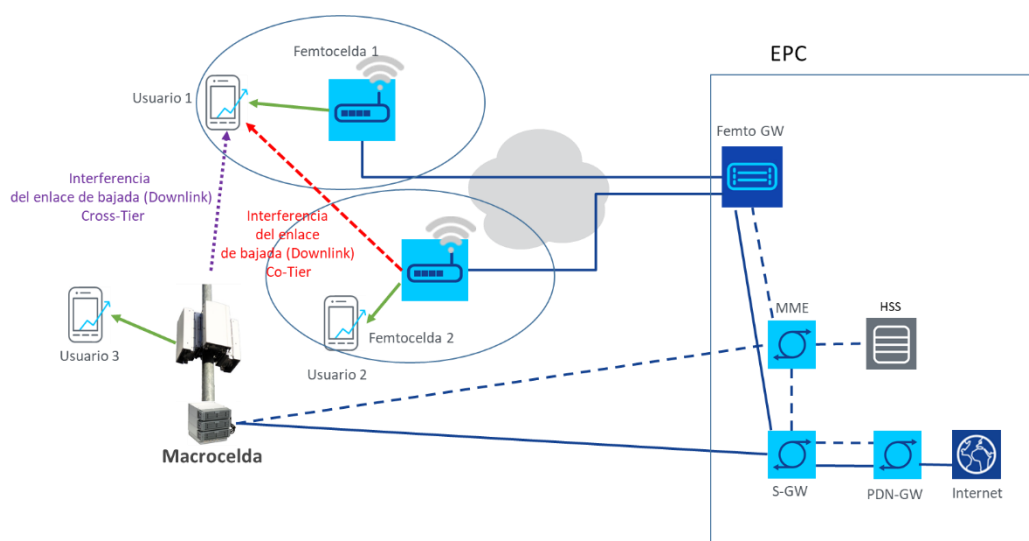 Femtocelda 1
EPC
Usuario 1
Femto GW
Interferencia
del enlace de bajada (Downlink)
Cross-Tier
Interferencia
del enlace
de bajada (Downlink)
Co-Tier
MME
HSS
Usuario 3
Femtocelda 2
Usuario 2
Macrocelda
S-GW
PDN-GW
Internet